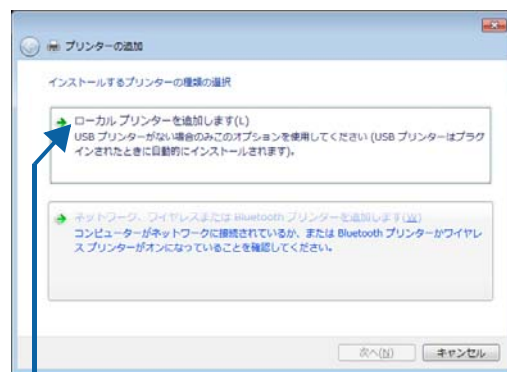 プリンターの追加
インストールするプリンターの種類の選択
ローカル プリンターを追加します(L)
USB プリンターがない場合のみこのオプションを使用してください (USB プリンターはプラグ
インされたときに自動的にインストールされます)。
ネットワーク、ワイヤレスまたは Bluetooth プリンターを追加します(W)
コンピューターがネットワークに接続されているか、または Bluetooth プリンターかワイヤレ
ス プリンターがオンになっていることを確認してください。
次へ(N)
キャンセル